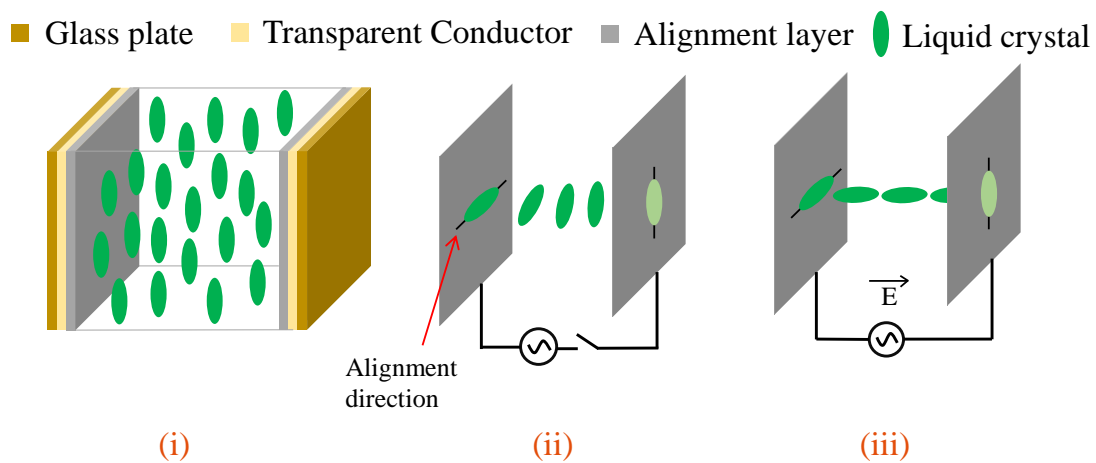 Glass plate Transparent Conductor Alignment layer Liquid crystal
E
Alignment
direction
(i) (ii) (iii)